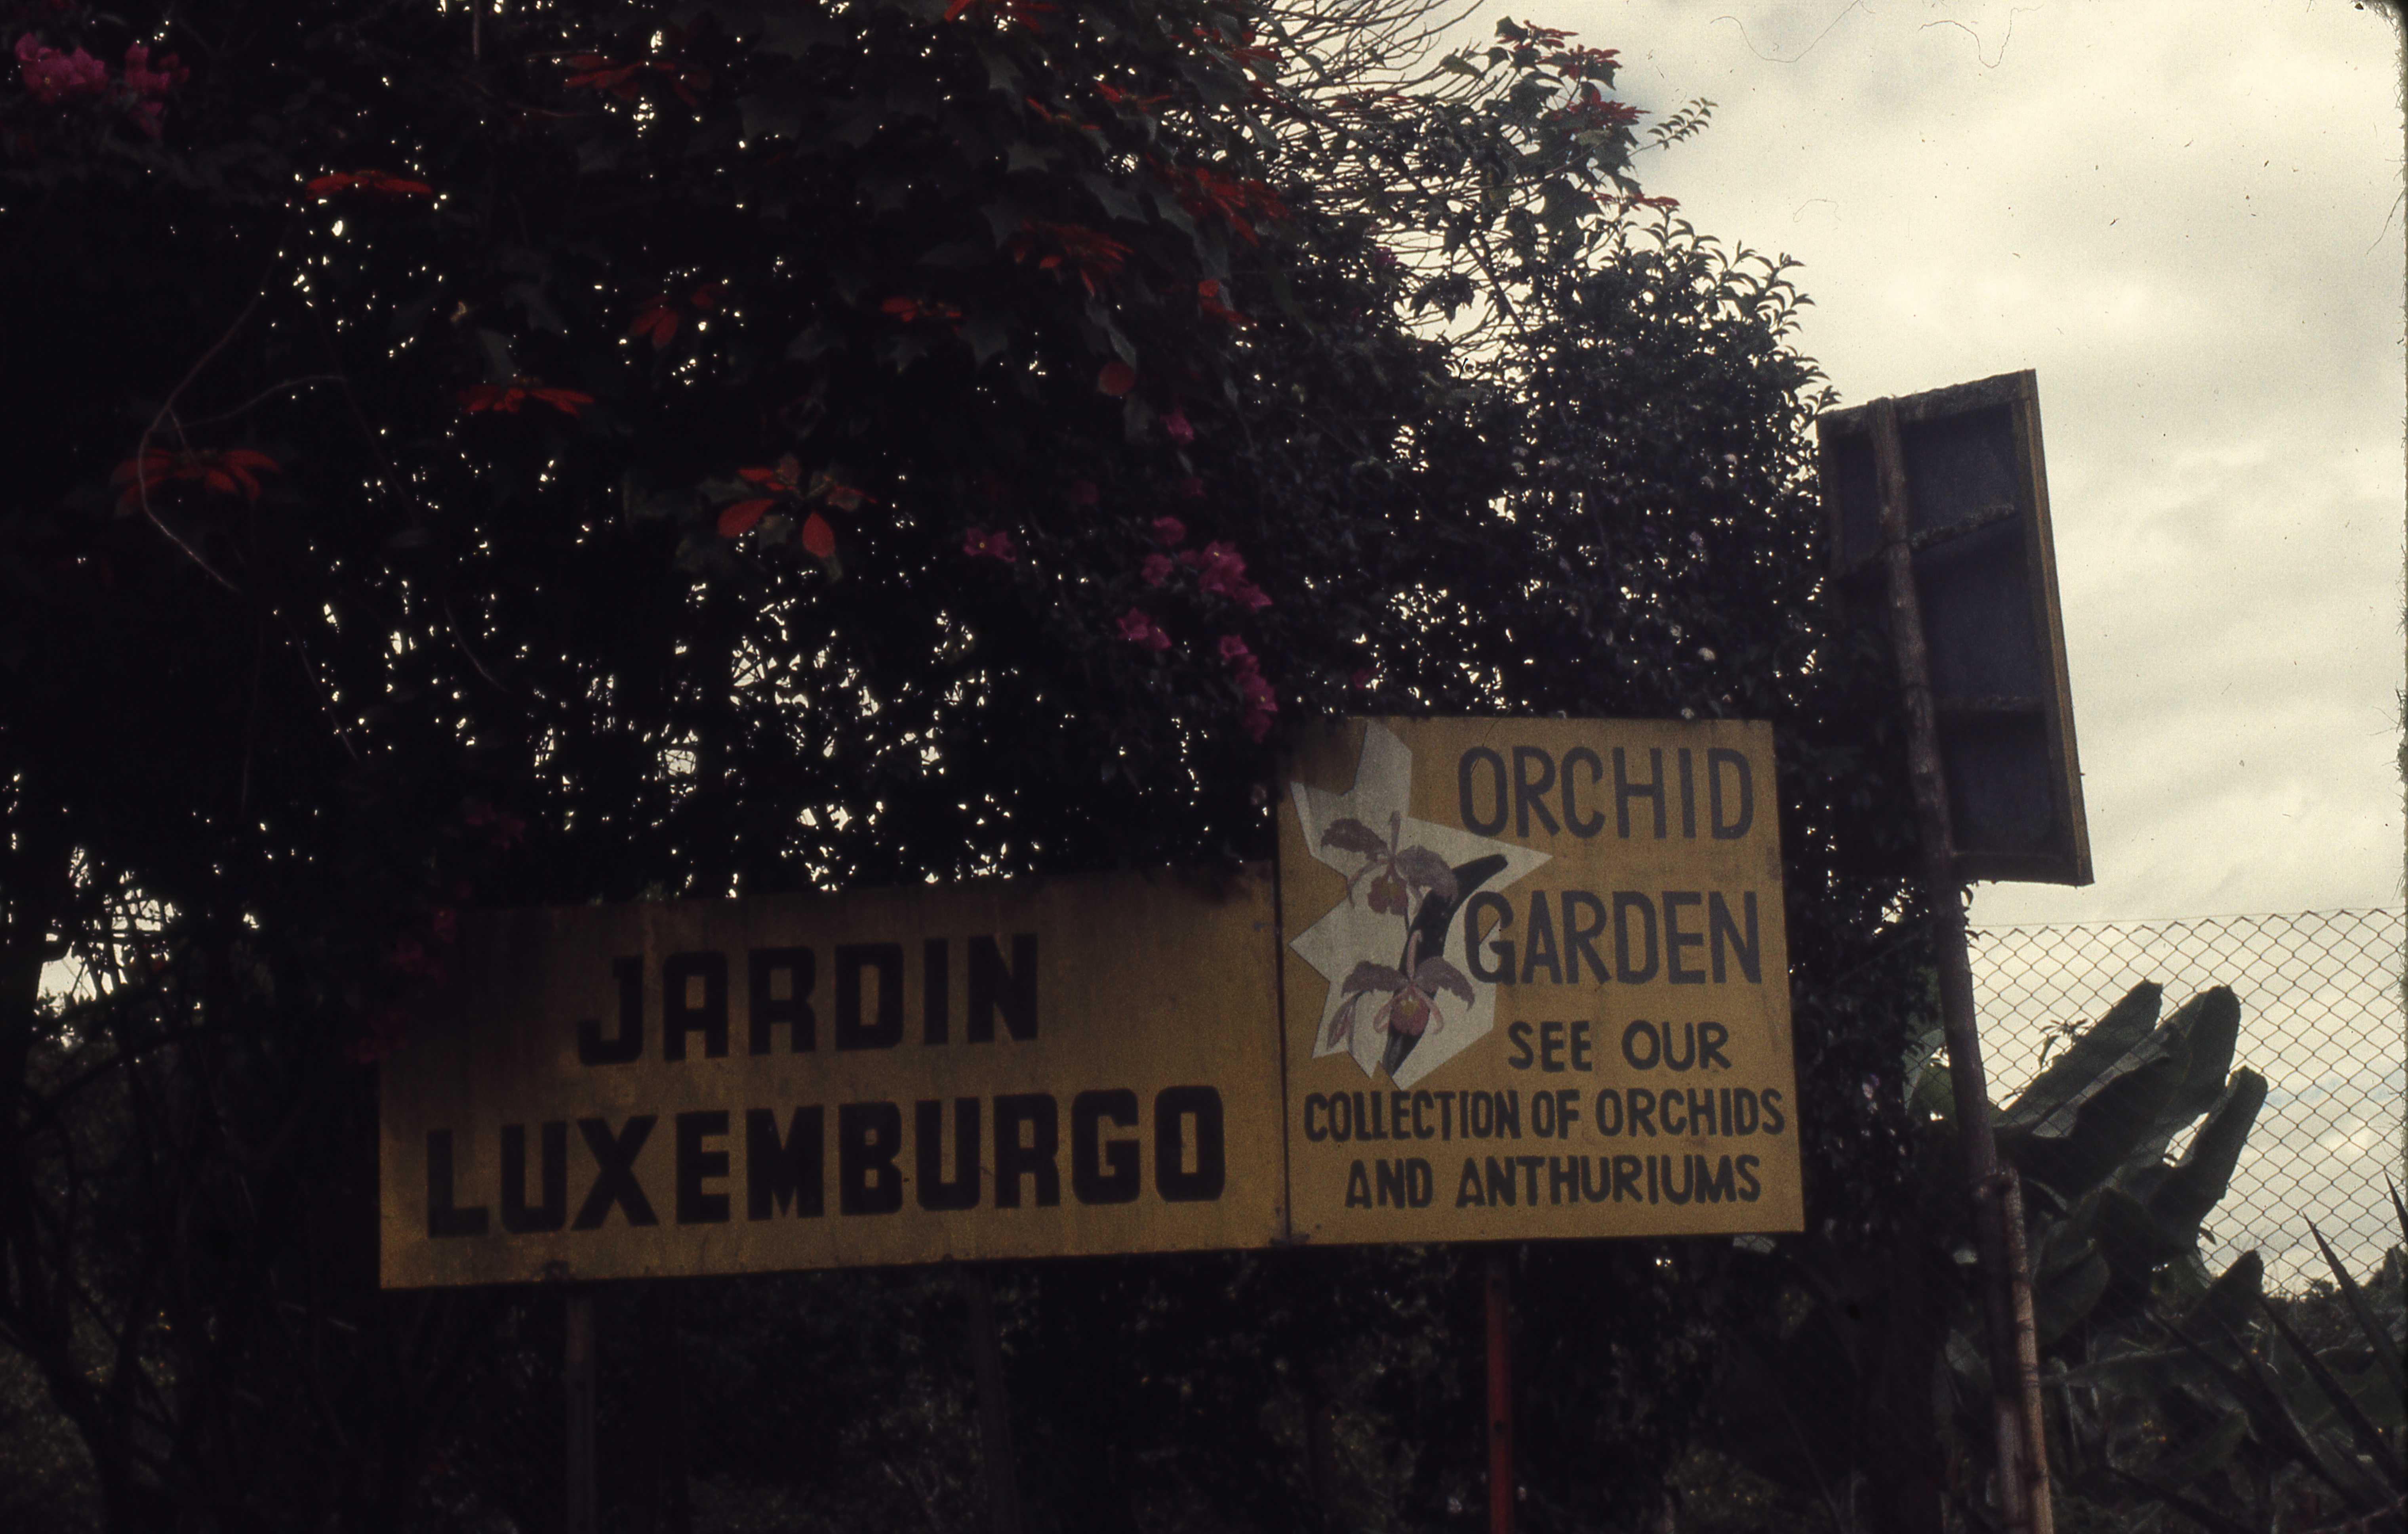 JARDIN
LUXEMBURGO
ORCHID
GARDEN
SEE OUR
COLLECTION OF ORCHIDS
AND ANTHURIUMS